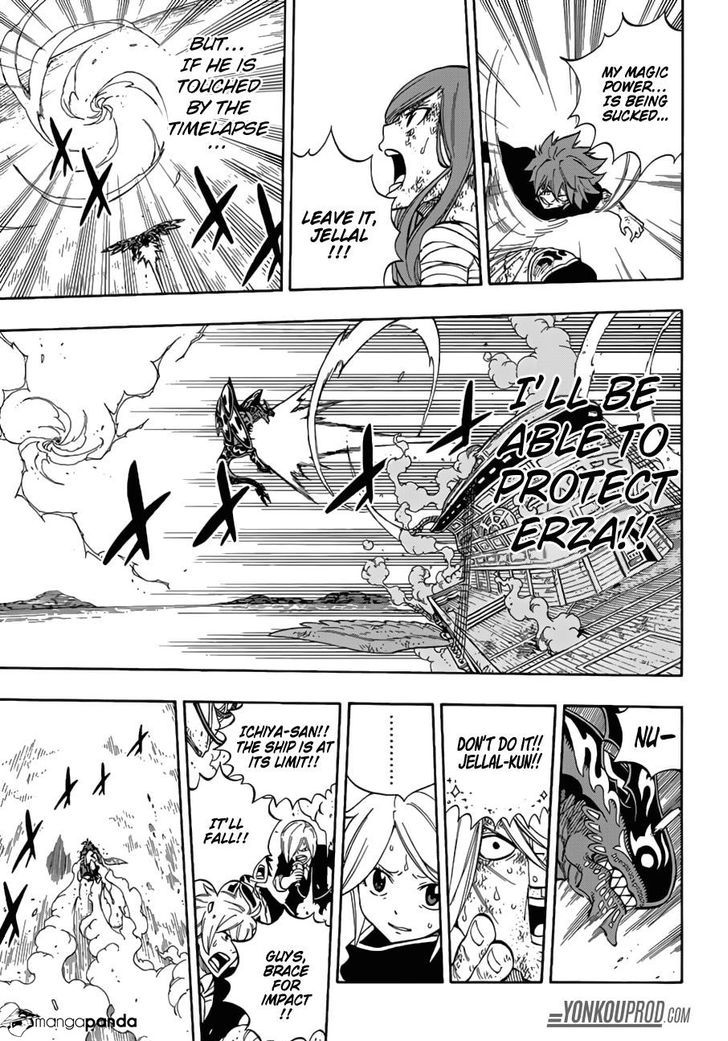 MY MAGIC
POWER...
IS BEING
SUCKED...
LEAVE IT,
JELLAL
!!!
BUT...
IF HE IS
TOUCHED
BY THE
TIMELAPSE
...
I'LL BE
ABLE TO
PROTECT
ERZA!!
NU-
DON'T DO IT!!
JELLAL-KUN!!
.........
ICHIYA-SAN!!
THE SHIP IS AT
ITS LIMIT!!
IT'LL
FALL!!
GUYS,
BRACE
FOR
IMPACT
!!
mangapanda
YONKOUPROD.COM